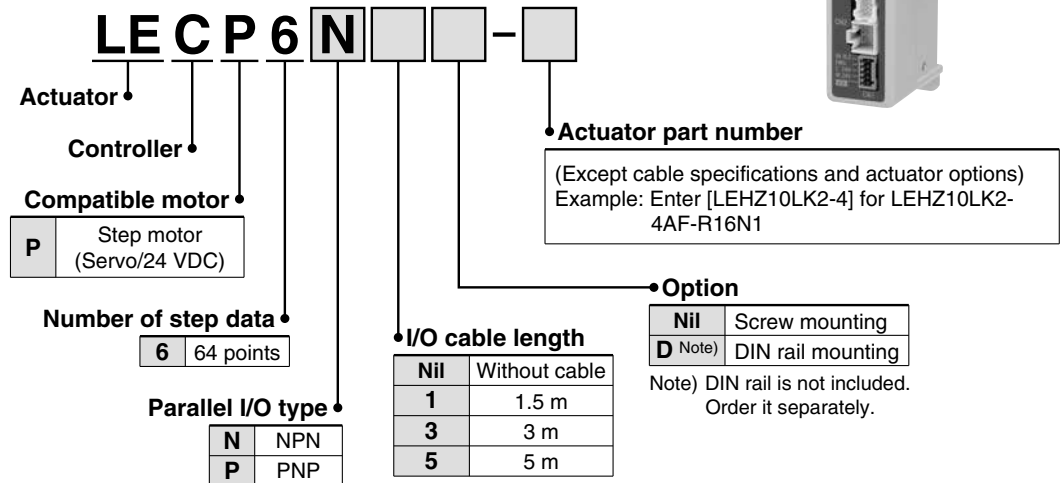 LE C P 6 N –
Actuator
Controller
Compatible motor
P Step motor
(Servo/24 VDC)
Number of step data
6 64 points
Parallel I/O type
N NPN
P PNP
I/O cable length
Nil Without cable
1 1.5 m
3 3 m
5 5 m
Option
Nil Screw mounting
D Note) DIN rail mounting
Note) DIN rail is not included.
Order it separately.
Actuator part number
(Except cable specifications and actuator options)
Example: Enter [LEHZ10LK2-4] for LEHZ10LK2-
4AF-R16N1